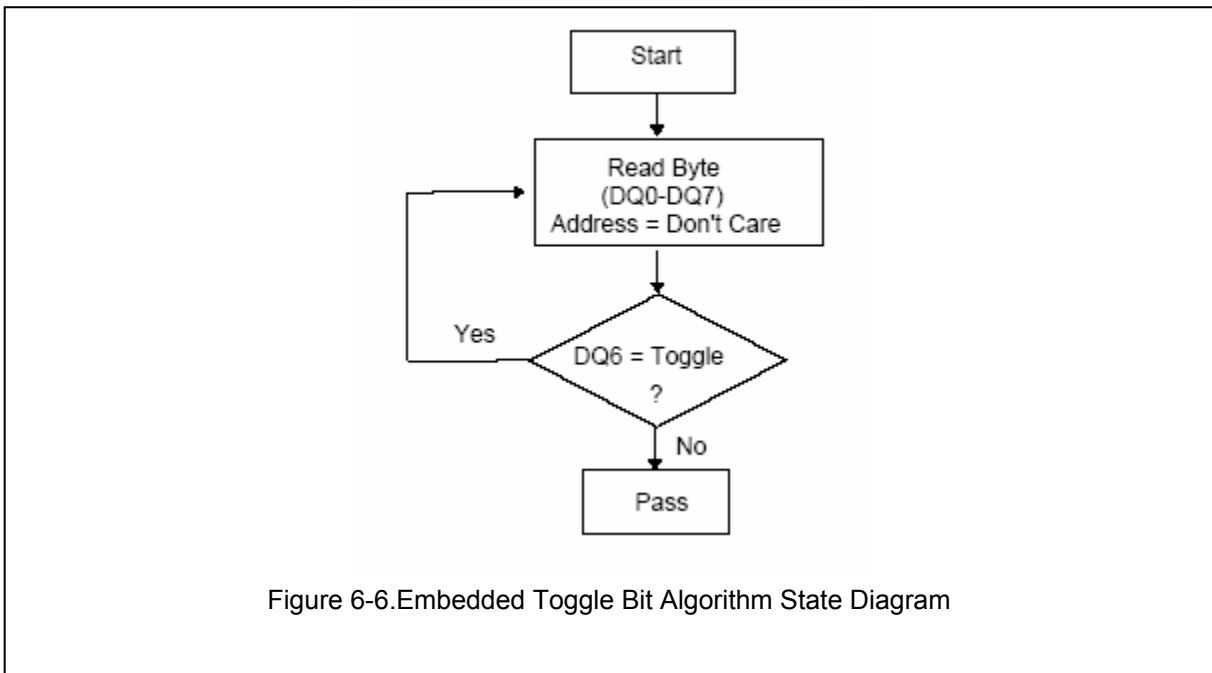 Start
Read Byte
(DQ0-DQ7)
Address = Don't Care
Yes
DQ6 = Toggle
?
No
Pass
Figure 6-6.Embedded Toggle Bit Algorithm State Diagram